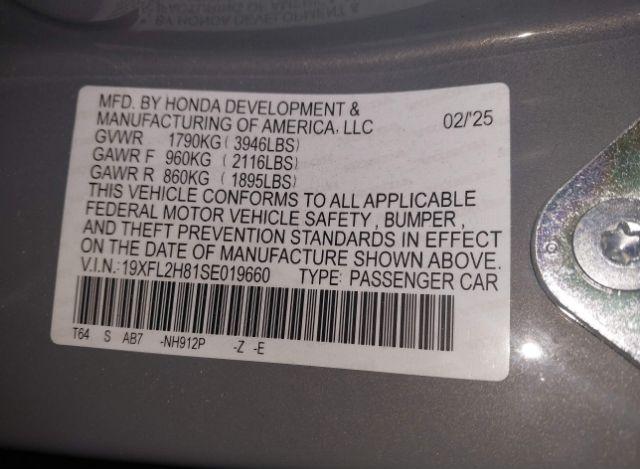 MFD. BY HONDA DEVELOPMENT &
MANUFACTURING OF AMERICA, LLC 02/'25
GVWR 1790KG (3946LBS)
GAWR F 960KG (2116LBS)
GAWR R 860KG (1895LBS)
THIS VEHICLE CONFORMS TO ALL APPLICABLE
FEDERAL MOTOR VEHICLE SAFETY, BUMPER,
AND THEFT PREVENTION STANDARDS IN EFFECT
ON THE DATE OF MANUFACTURE SHOWN ABOVE.
V.I.N.:19XFL2H81SE019660 TYPE: PASSENGER CAR
T64 S AB7 -NH912P -Z -E